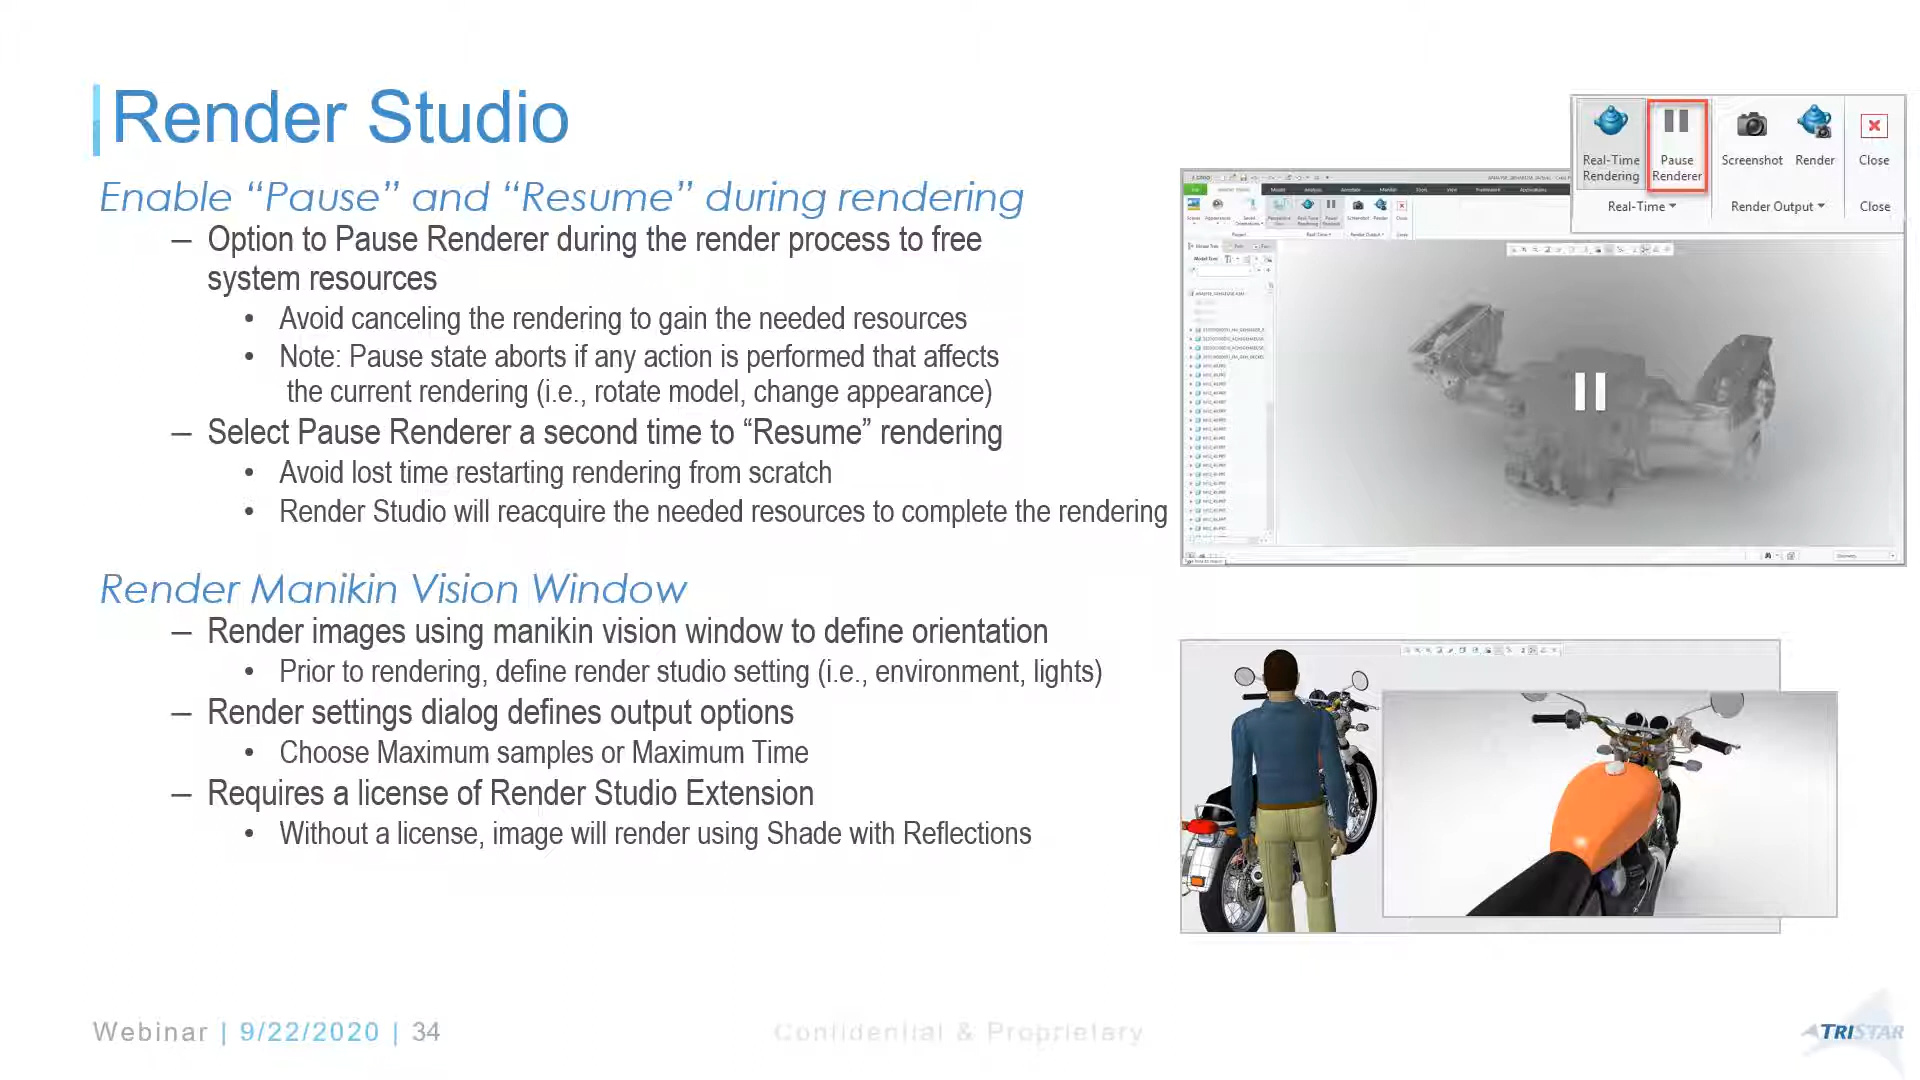 Render Studio
Enable “Pause” and “Resume” during rendering
– Option to Pause Renderer during the render process to free
system resources
• Avoid canceling the rendering to gain the needed resources
• Note: Pause state aborts if any action is performed that affects
the current rendering (i.e., rotate model, change appearance)
– Select Pause Renderer a second time to “Resume” rendering
• Avoid lost time restarting rendering from scratch
• Render Studio will reacquire the needed resources to complete the rendering
Render Manikin Vision Window
– Render images using manikin vision window to define orientation
• Prior to rendering, define render studio setting (i.e., environment, lights)
– Render settings dialog defines output options
• Choose Maximum samples or Maximum Time
– Requires a license of Render Studio Extension
• Without a license, image will render using Shade with Reflections
Real-Time Rendering
Pause Renderer
Screenshot
Render
Close
Real-Time
Render Output
Close
Webinar | 9/22/2020 | 34
Confidential & Proprietary
TRISTAR